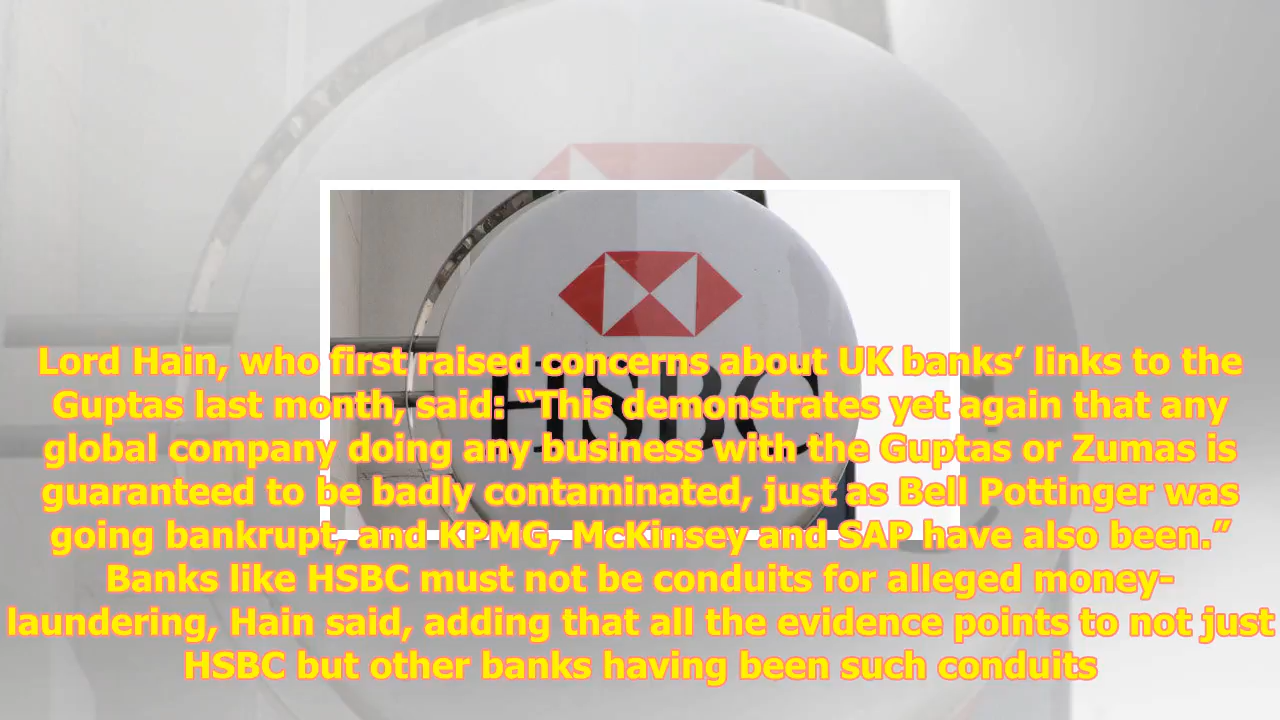 HSBC
Lord Hain, who first raised concerns about UK banks’ links to the
Guptas last month, said: “This demonstrates yet again that any
global company doing any business with the Guptas or Zumas is
guaranteed to be badly contaminated, just as Bell Pottinger was
going bankrupt, and KPMG, McKinsey and SAP have also been.”
Banks like HSBC must not be conduits for alleged money-
laundering, Hain said, adding that all the evidence points to not just
HSBC but other banks having been such conduits